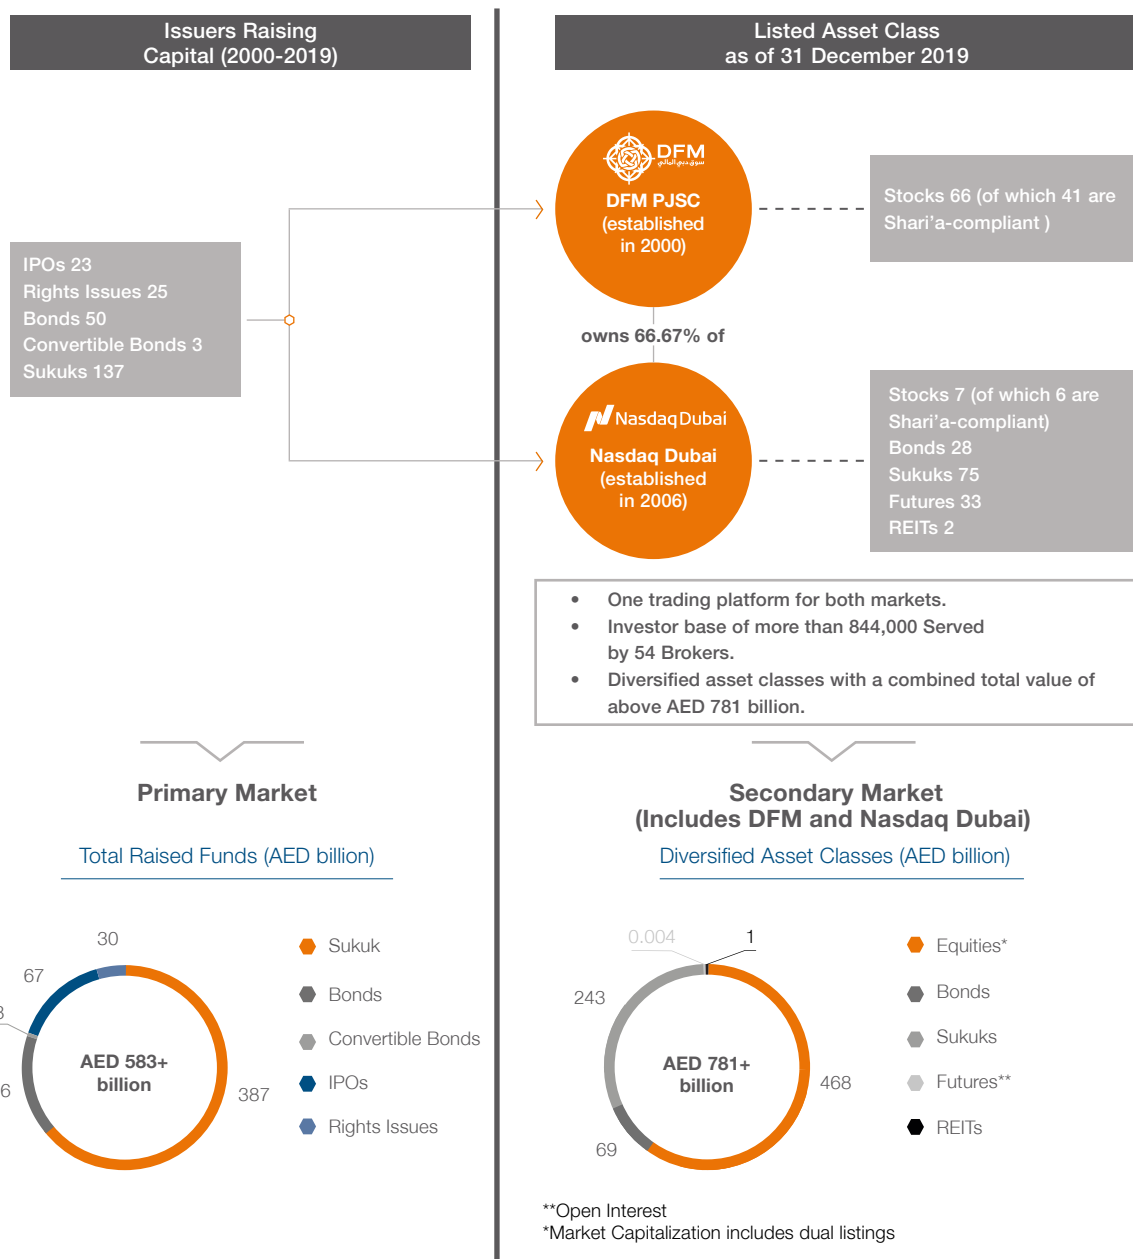 Issuers Raising
Capital (2000-2019)
Listed Asset Class
as of 31 December 2019
IPOs 23
Rights Issues 25
Bonds 50
Convertible Bonds 3
Sukuks 137
DFM
سوق دبي المالي
DFM PJSC
(established
in 2000)
Stocks 66 (of which 41 are
Shari'a-compliant )
owns 66.67% of
Nasdaq Dubai
Nasdaq Dubai
(established
in 2006)
Stocks 7 (of which 6 are
Shari'a-compliant)
Bonds 28
Sukuks 75
Futures 33
REITs 2
• One trading platform for both markets.
• Investor base of more than 844,000 Served
by 54 Brokers.
• Diversified asset classes with a combined total value of
above AED 781 billion.
Primary Market
Total Raised Funds (AED billion)
30
67
387
AED 583+
billion
Sukuk
Bonds
Convertible Bonds
IPOs
Rights Issues
Secondary Market
(Includes DFM and Nasdaq Dubai)
Diversified Asset Classes (AED billion)
0.004
1
243
468
69
AED 781+
billion
Equities*
Bonds
Sukuks
Futures**
REITs
**Open Interest
*Market Capitalization includes dual listings